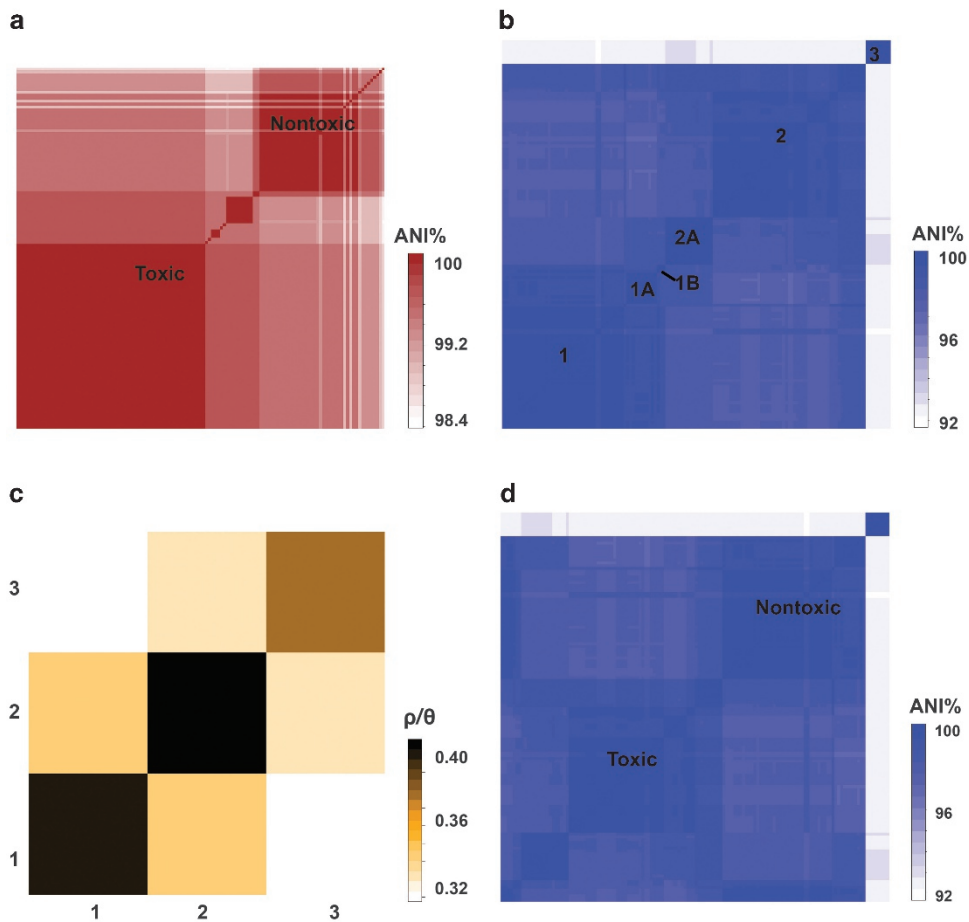 a
Nontoxic
Toxic
ANI%
100
99.2
98.4
b
3
2
2A
1A
1B
1
ANI%
100
96
92
c
3
2
1
1
2
3
ρ/θ
0.40
0.36
0.32
d
Nontoxic
Toxic
ANI%
100
96
92